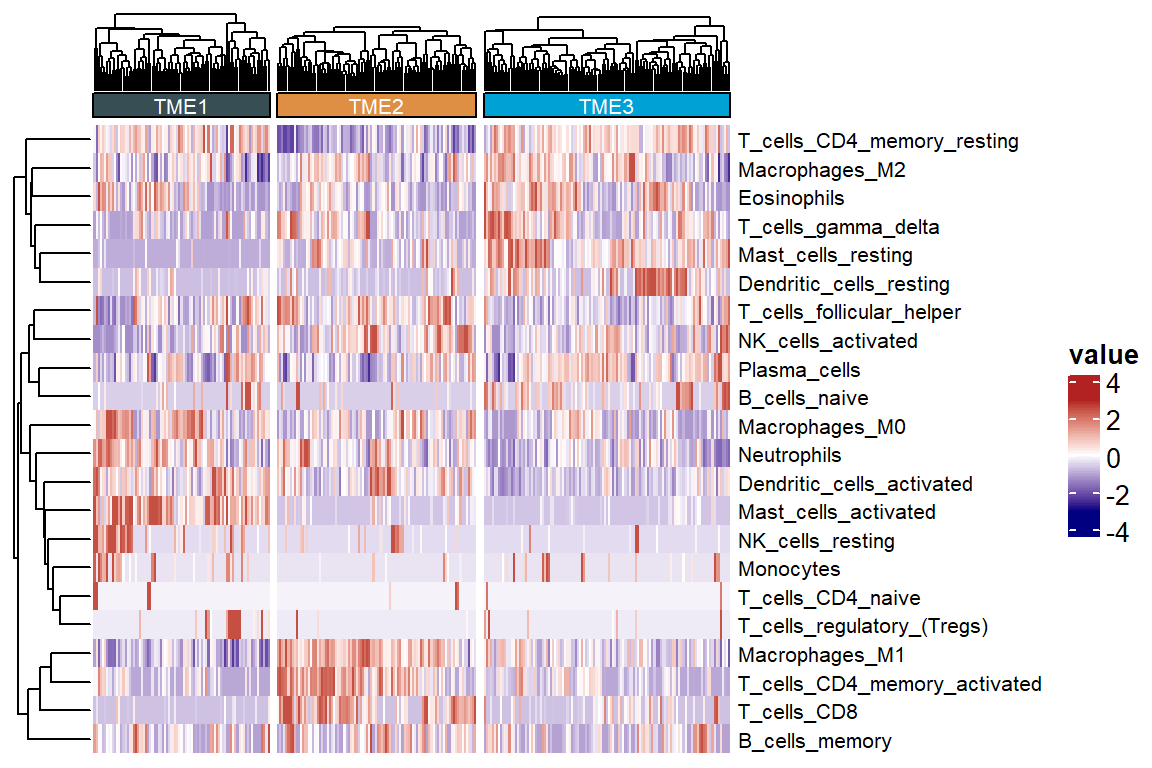 TME1 TME2 TME3
T_cells_CD4_memory_resting
Macrophages_M2
Eosinophils
T_cells_gamma_delta
Mast_cells_resting
Dendritic_cells_resting
T_cells_follicular_helper
NK_cells_activated
Plasma_cells
B_cells_naive
Macrophages_M0
Neutrophils
Dendritic_cells_activated
Mast_cells_activated
NK_cells_resting
Monocytes
T_cells_CD4_naive
T_cells_regulatory_(Tregs)
Macrophages_M1
T_cells_CD4_memory_activated
T_cells_CD8
B_cells_memory
value
4
2
0
-2
-4